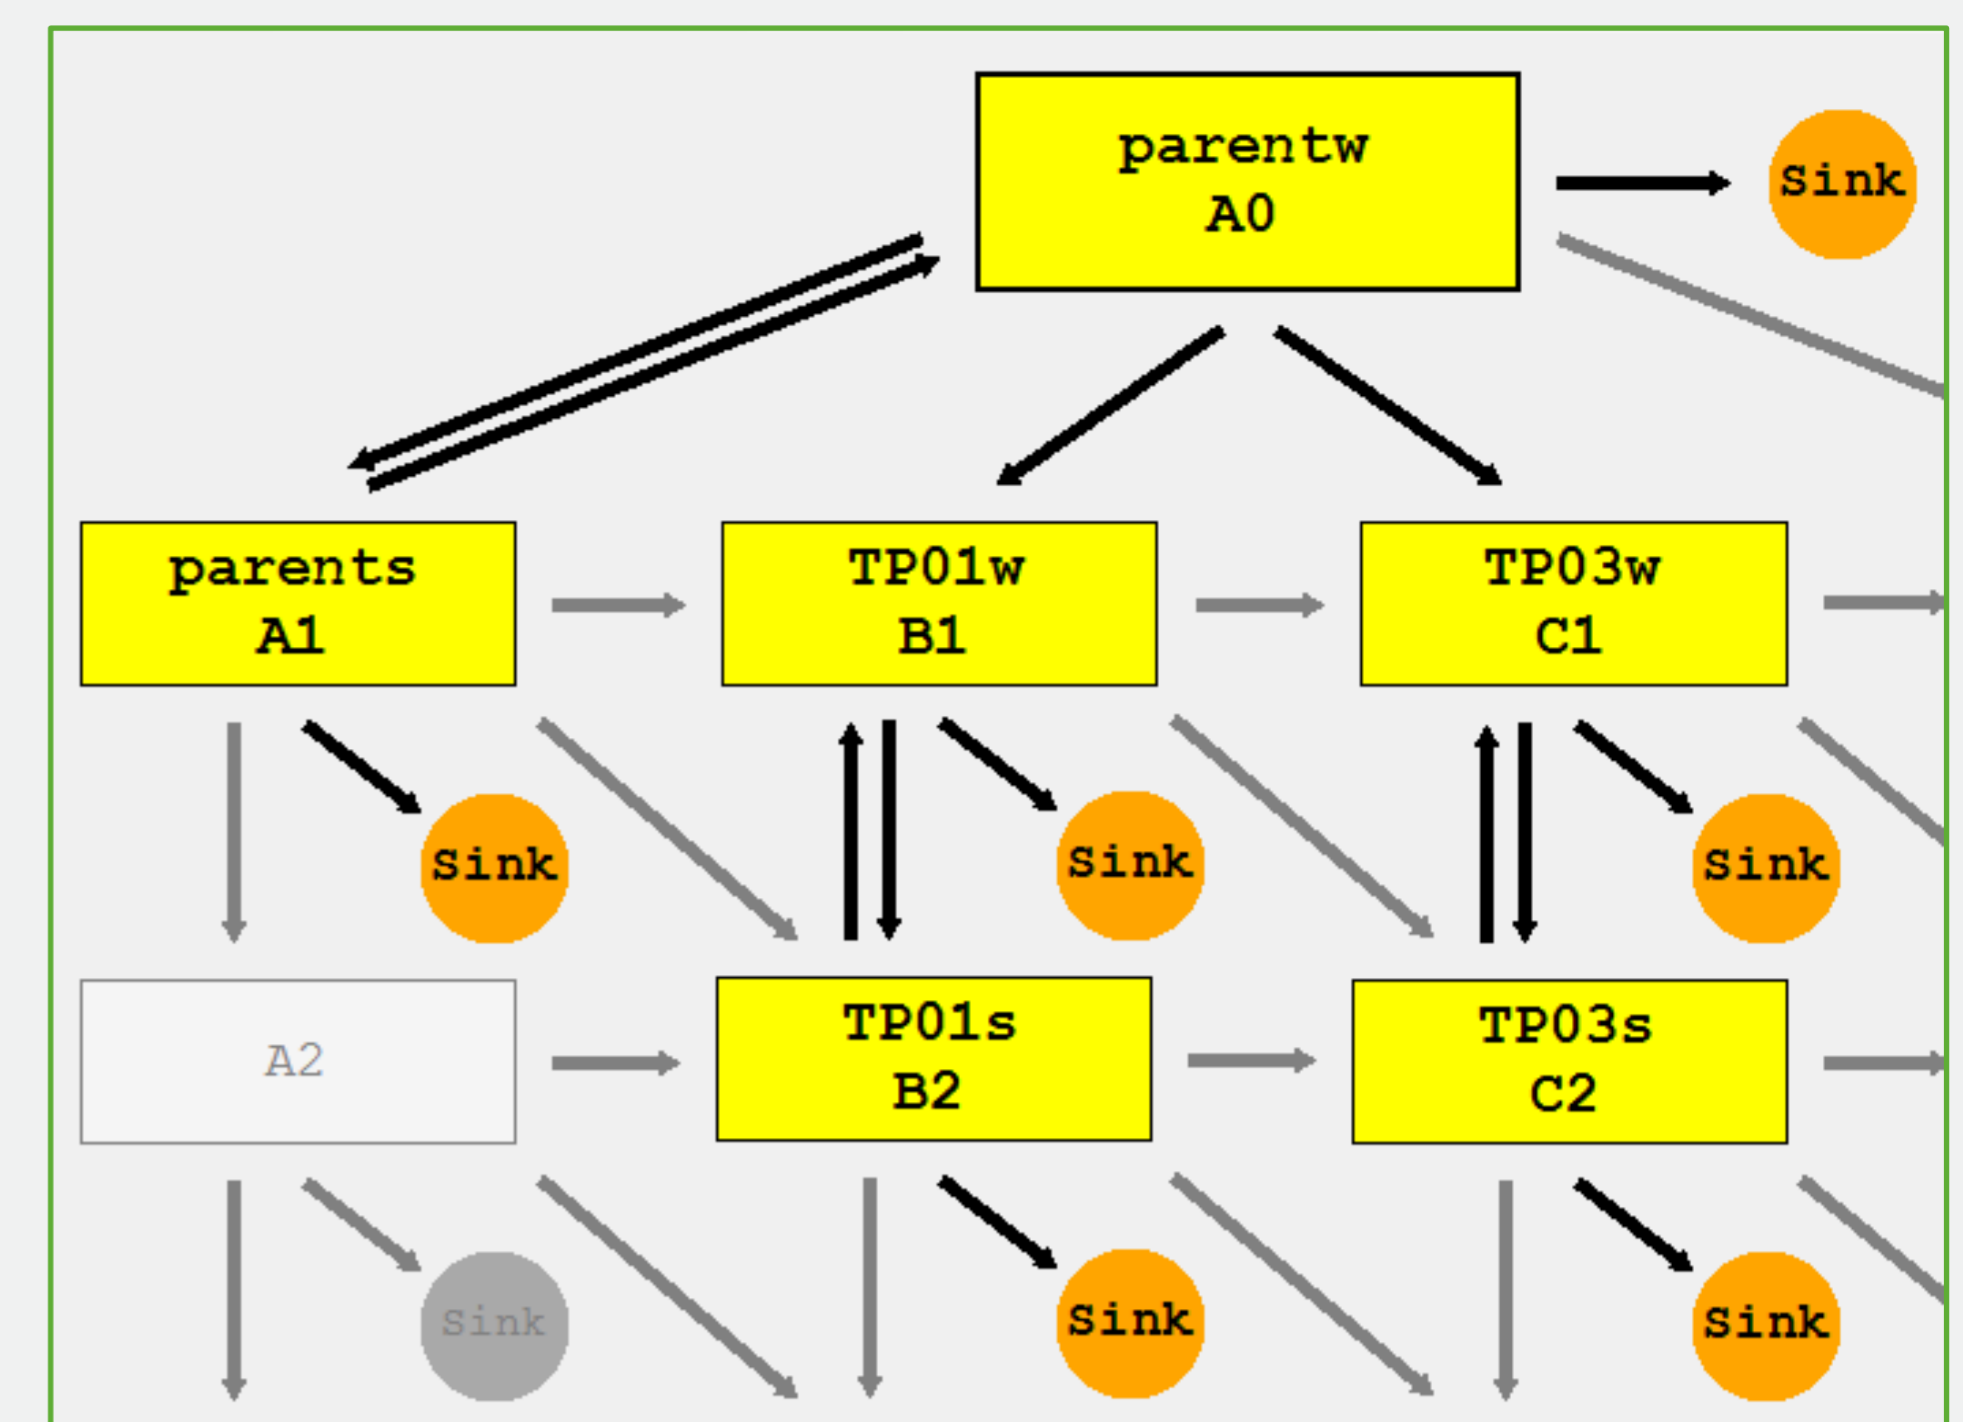 parentw
A0
Sink
parents
A1
TP01w
B1
TP03w
C1
Sink
Sink
Sink
A2
TP01s
B2
TP03s
C2
Sink
Sink
Sink